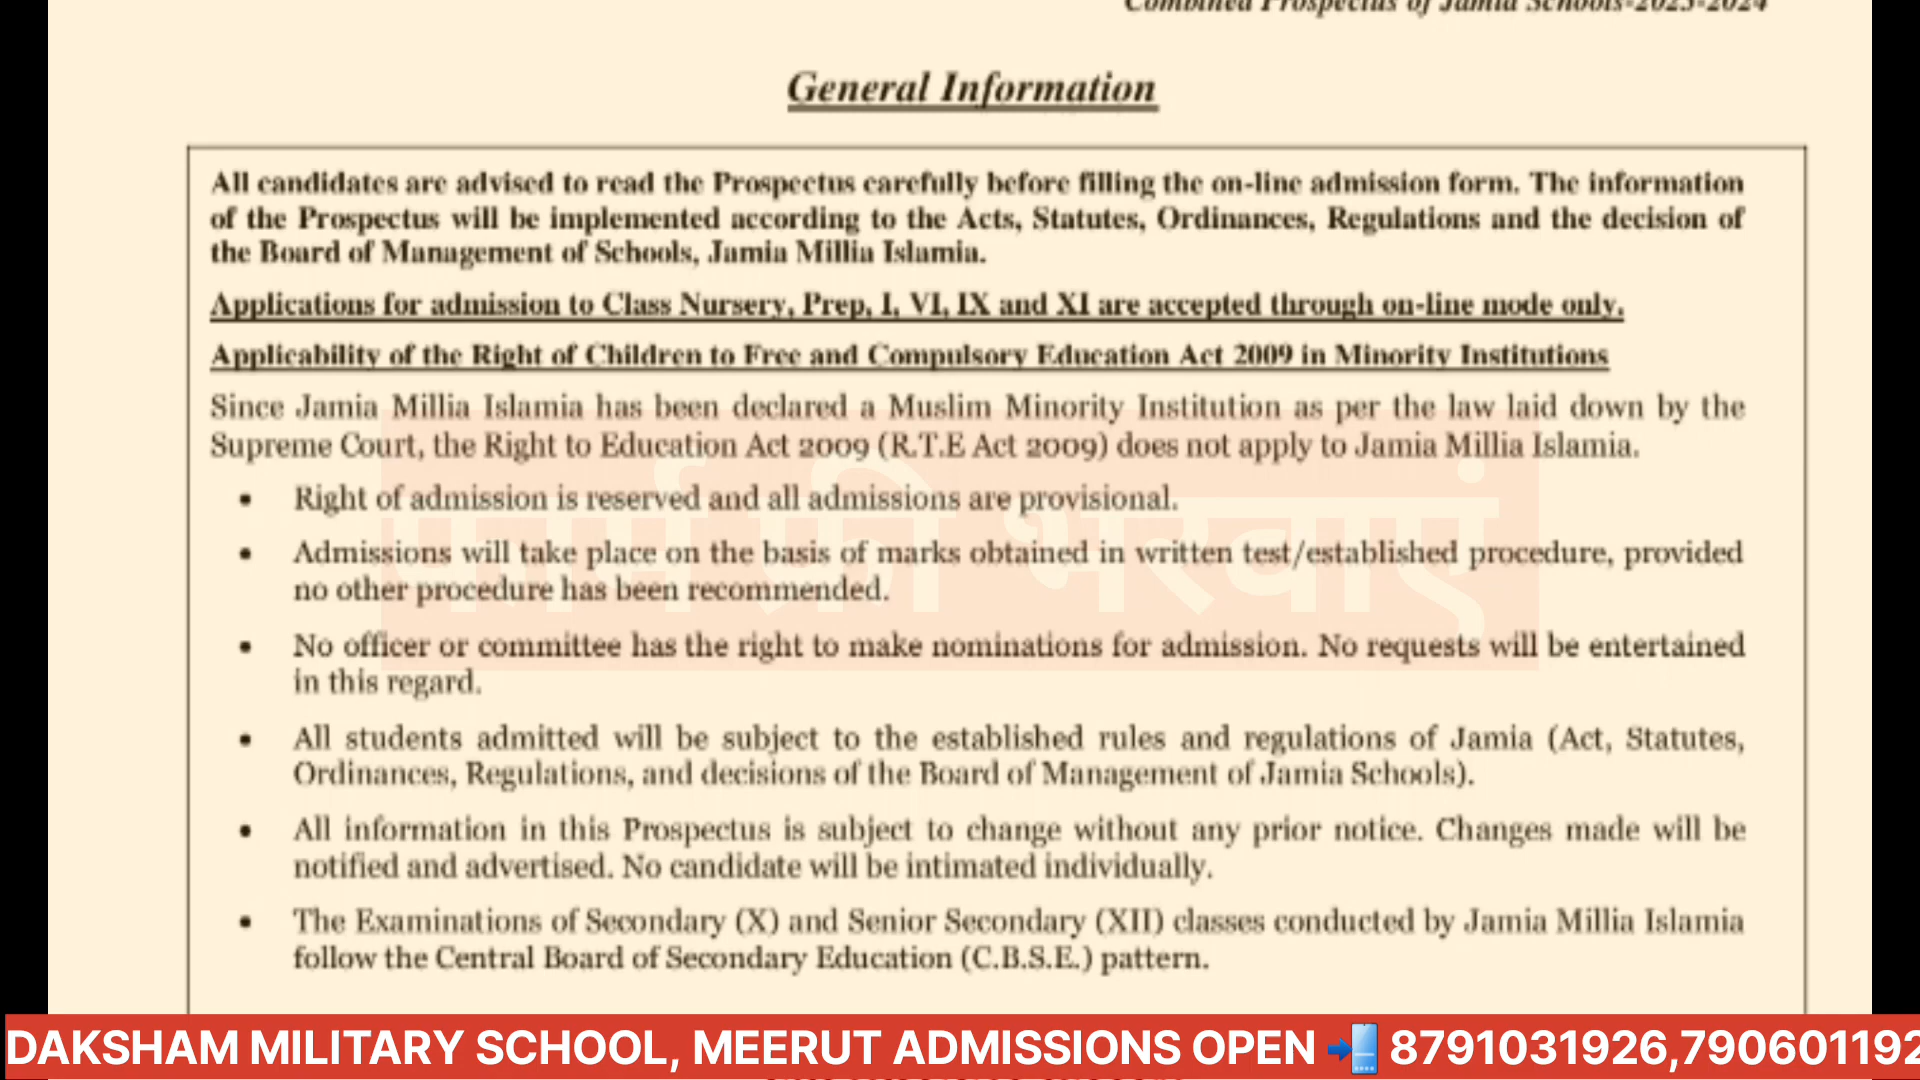 Combined Prospectus of Jamia Schools-2023-2024
General Information
All candidates are advised to read the Prospectus carefully before filling the on-line admission form. The information
of the Prospectus will be implemented according to the Acts, Statutes, Ordinances, Regulations and the decision of
the Board of Management of Schools, Jamia Millia Islamia.
Applications for admission to Class Nursery, Prep, I, VI, IX and XI are accepted through on-line mode only.
Applicability of the Right of Children to Free and Compulsory Education Act 2009 in Minority Institutions
Since Jamia Millia Islamia has been declared a Muslim Minority Institution as per the law laid down by the
Supreme Court, the Right to Education Act 2009 (R.T.E Act 2009) does not apply to Jamia Millia Islamia.
• Right of admission is reserved and all admissions are provisional.
• Admissions will take place on the basis of marks obtained in written test/established procedure, provided
no other procedure has been recommended.
• No officer or committee has the right to make nominations for admission. No requests will be entertained
in this regard.
• All students admitted will be subject to the established rules and regulations of Jamia (Act, Statutes,
Ordinances, Regulations, and decisions of the Board of Management of Jamia Schools).
• All information in this Prospectus is subject to change without any prior notice. Changes made will be
notified and advertised. No candidate will be intimated individually.
• The Examinations of Secondary (X) and Senior Secondary (XII) classes conducted by Jamia Millia Islamia
follow the Central Board of Secondary Education (C.B.S.E.) pattern.
फार्म फ्री भरवाएं
DAKSHAM MILITARY SCHOOL, MEERUT ADMISSIONS OPEN 📲 8791031926,790601192